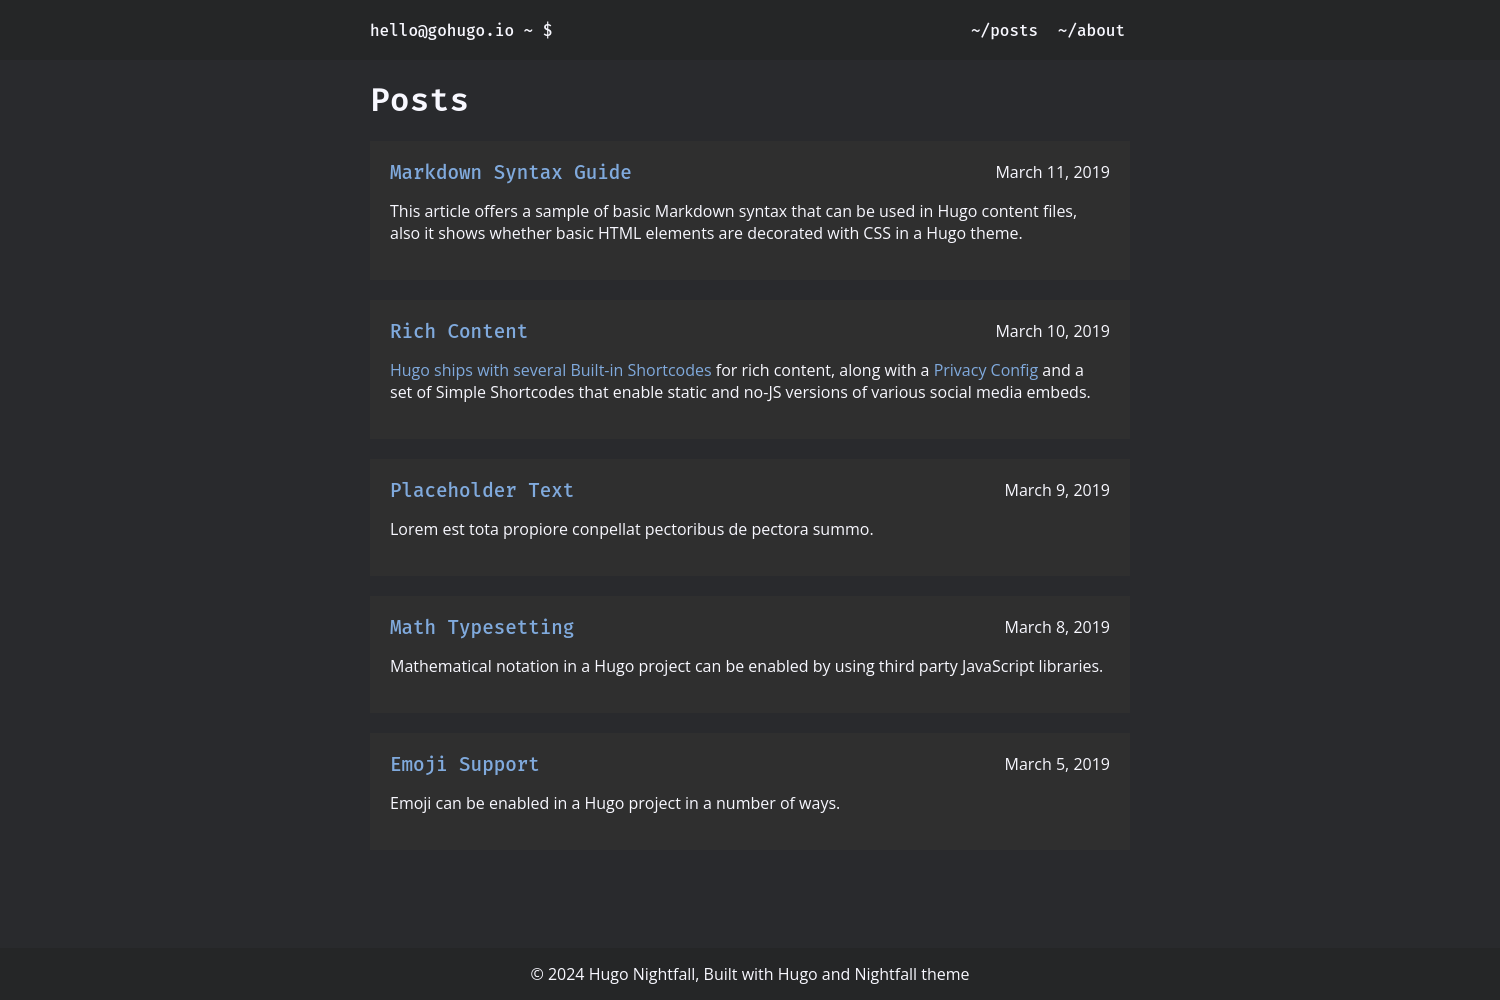 hello@gohugo.io ~ $
~/posts ~/about
Posts
Markdown Syntax Guide
March 11, 2019
This article offers a sample of basic Markdown syntax that can be used in Hugo content files,
also it shows whether basic HTML elements are decorated with CSS in a Hugo theme.
Rich Content
March 10, 2019
Hugo ships with several Built-in Shortcodes for rich content, along with a Privacy Config and a
set of Simple Shortcodes that enable static and no-JS versions of various social media embeds.
Placeholder Text
March 9, 2019
Lorem est tota propiore conpellat pectoribus de pectora summo.
Math Typesetting
March 8, 2019
Mathematical notation in a Hugo project can be enabled by using third party JavaScript libraries.
Emoji Support
March 5, 2019
Emoji can be enabled in a Hugo project in a number of ways.
© 2024 Hugo Nightfall, Built with Hugo and Nightfall theme